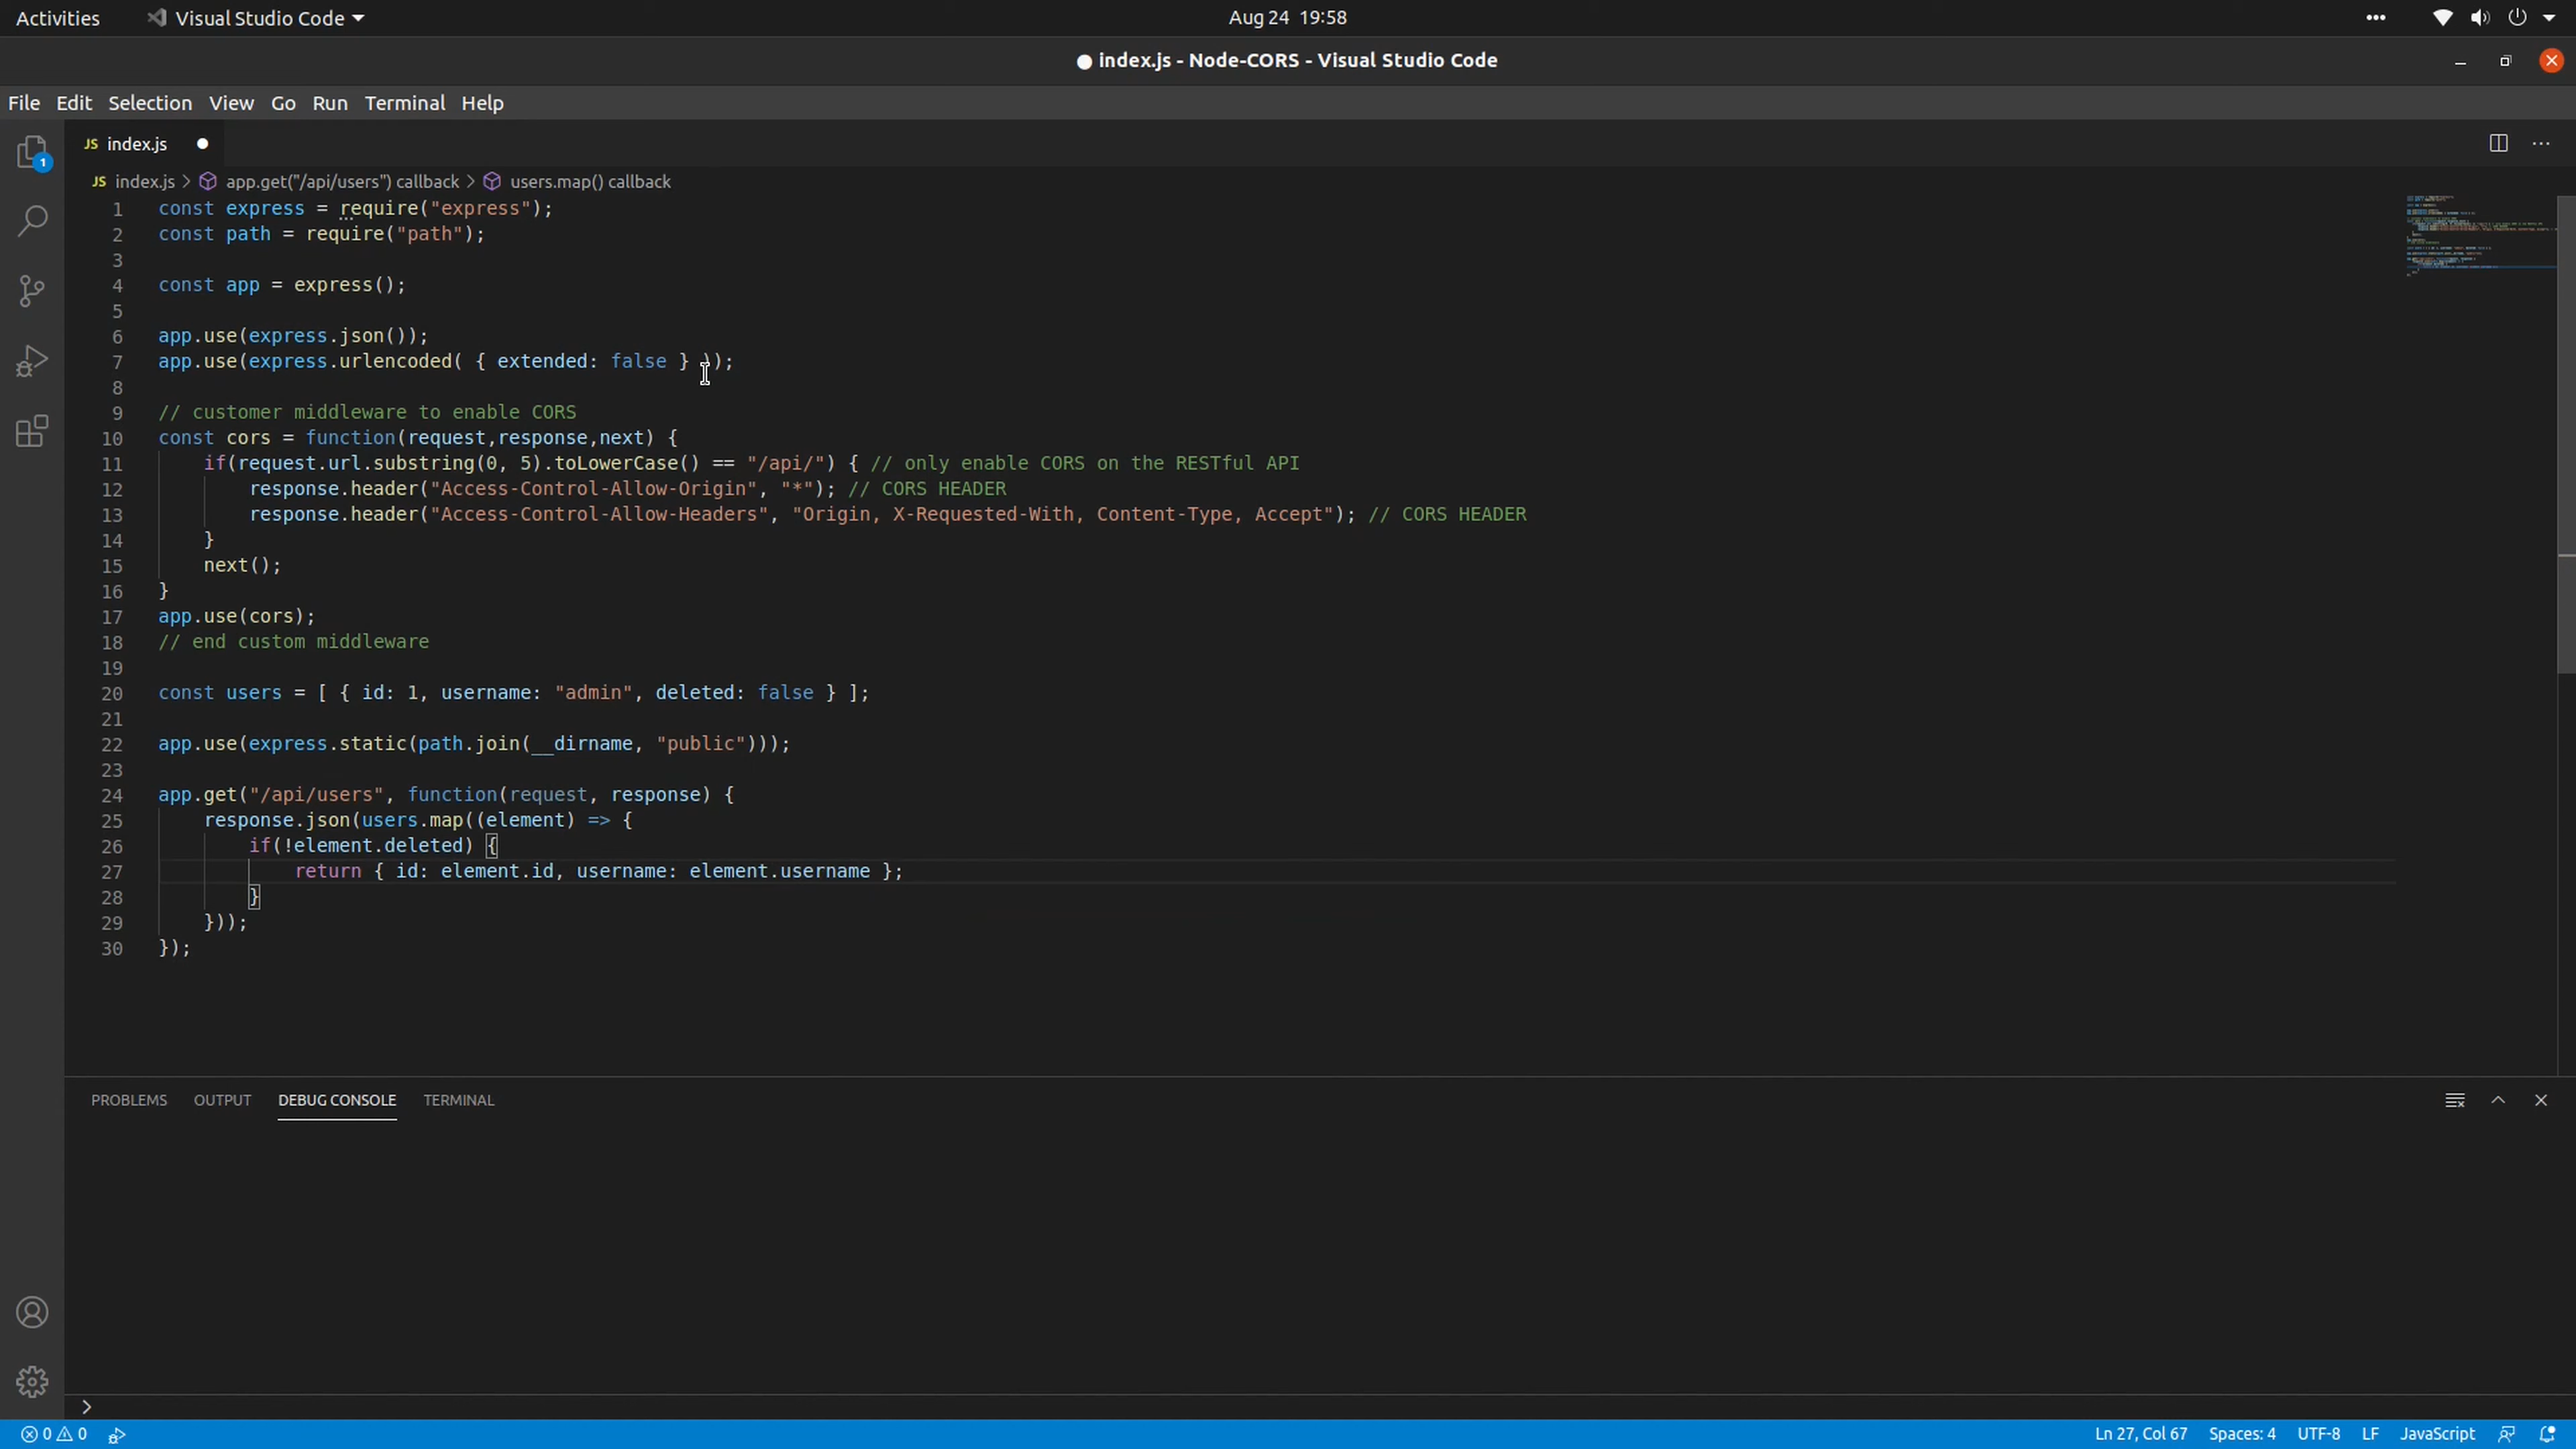 Activities Visual Studio Code Aug 24 19:58
index.js - Node-CORS - Visual Studio Code
File Edit Selection View Go Run Terminal Help
JS index.js
1
JS index.js > app.get("/api/users") callback > users.map() callback
1 const express = require("express");
2 const path = require("path");
3
4 const app = express();
5
6 app.use(express.json());
7 app.use(express.urlencoded( { extended: false } ));
8
9 // customer middleware to enable CORS
10 const cors = function(request,response,next) {
11     if(request.url.substring(0, 5).toLowerCase() == "/api/") { // only enable CORS on the RESTful API
12         response.header("Access-Control-Allow-Origin", "*"); // CORS HEADER
13         response.header("Access-Control-Allow-Headers", "Origin, X-Requested-With, Content-Type, Accept"); // CORS HEADER
14     }
15     next();
16 }
17 app.use(cors);
18 // end custom middleware
19
20 const users = [ { id: 1, username: "admin", deleted: false } ];
21
22 app.use(express.static(path.join(__dirname, "public")));
23
24 app.get("/api/users", function(request, response) {
25     response.json(users.map((element) => {
26         if(!element.deleted) {
27             return { id: element.id, username: element.username };
28         }
29     }));
30 });
PROBLEMS OUTPUT DEBUG CONSOLE TERMINAL
>
0 0 Ln 27, Col 67 Spaces: 4 UTF-8 LF JavaScript